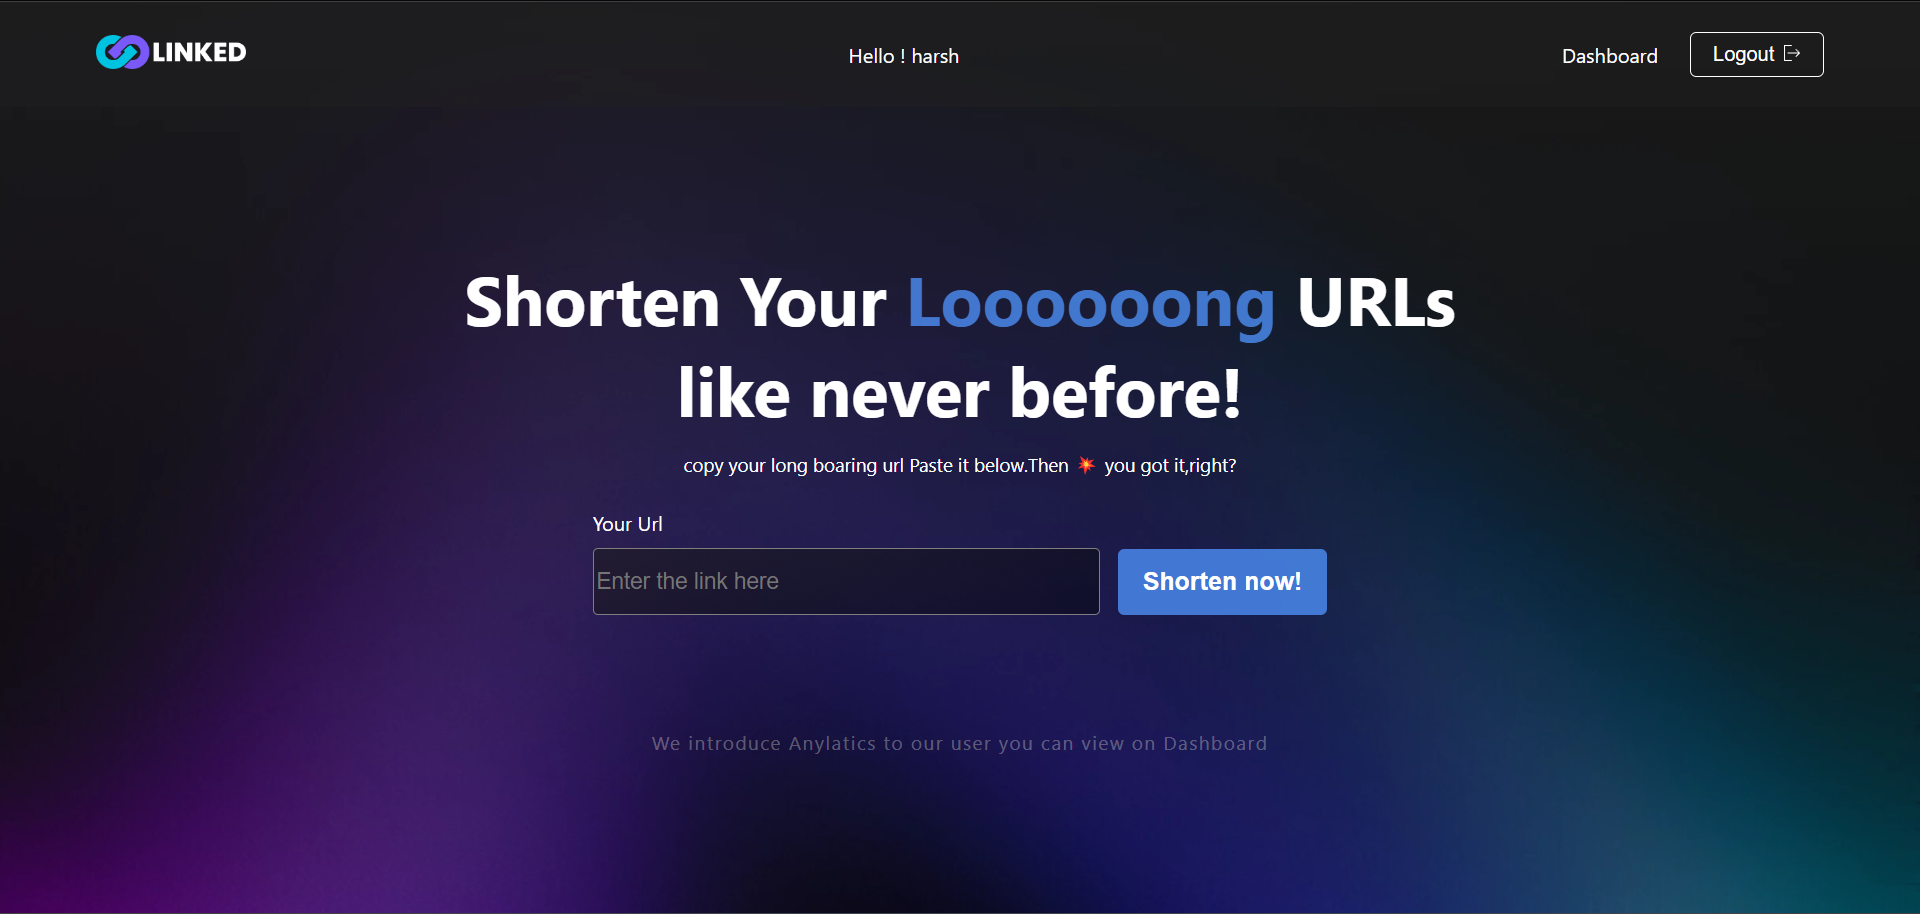 LINKED
Hello ! harsh
Dashboard
Logout
Shorten Your Loooooong URLs
like never before!
copy your long boaring url Paste it below.Then 💥 you got it,right?
Your Url
Enter the link here
Shorten now!
We introduce Anylatics to our user you can view on Dashboard